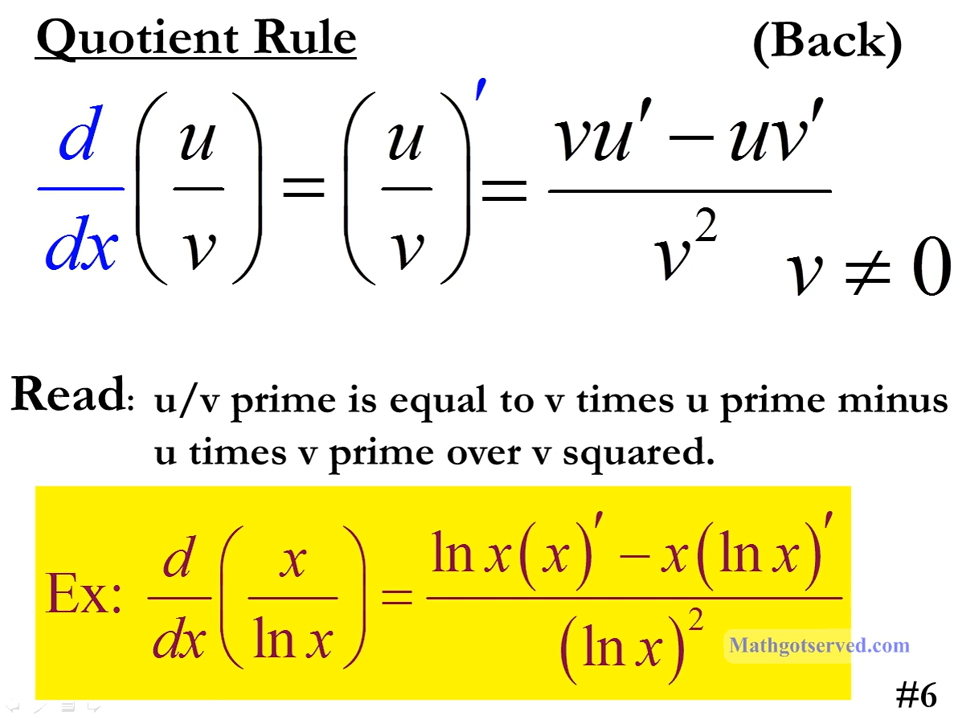 Quotient Rule (Back)
d/dx (u/v) = (u/v)′ = (vu′ − uv′)/v² v ≠ 0
Read: u/v prime is equal to v times u prime minus
u times v prime over v squared.
Ex: d/dx (x/ln x) = (ln x(x)′ − x(ln x)′)/(ln x)²
Mathgotserved.com
#6